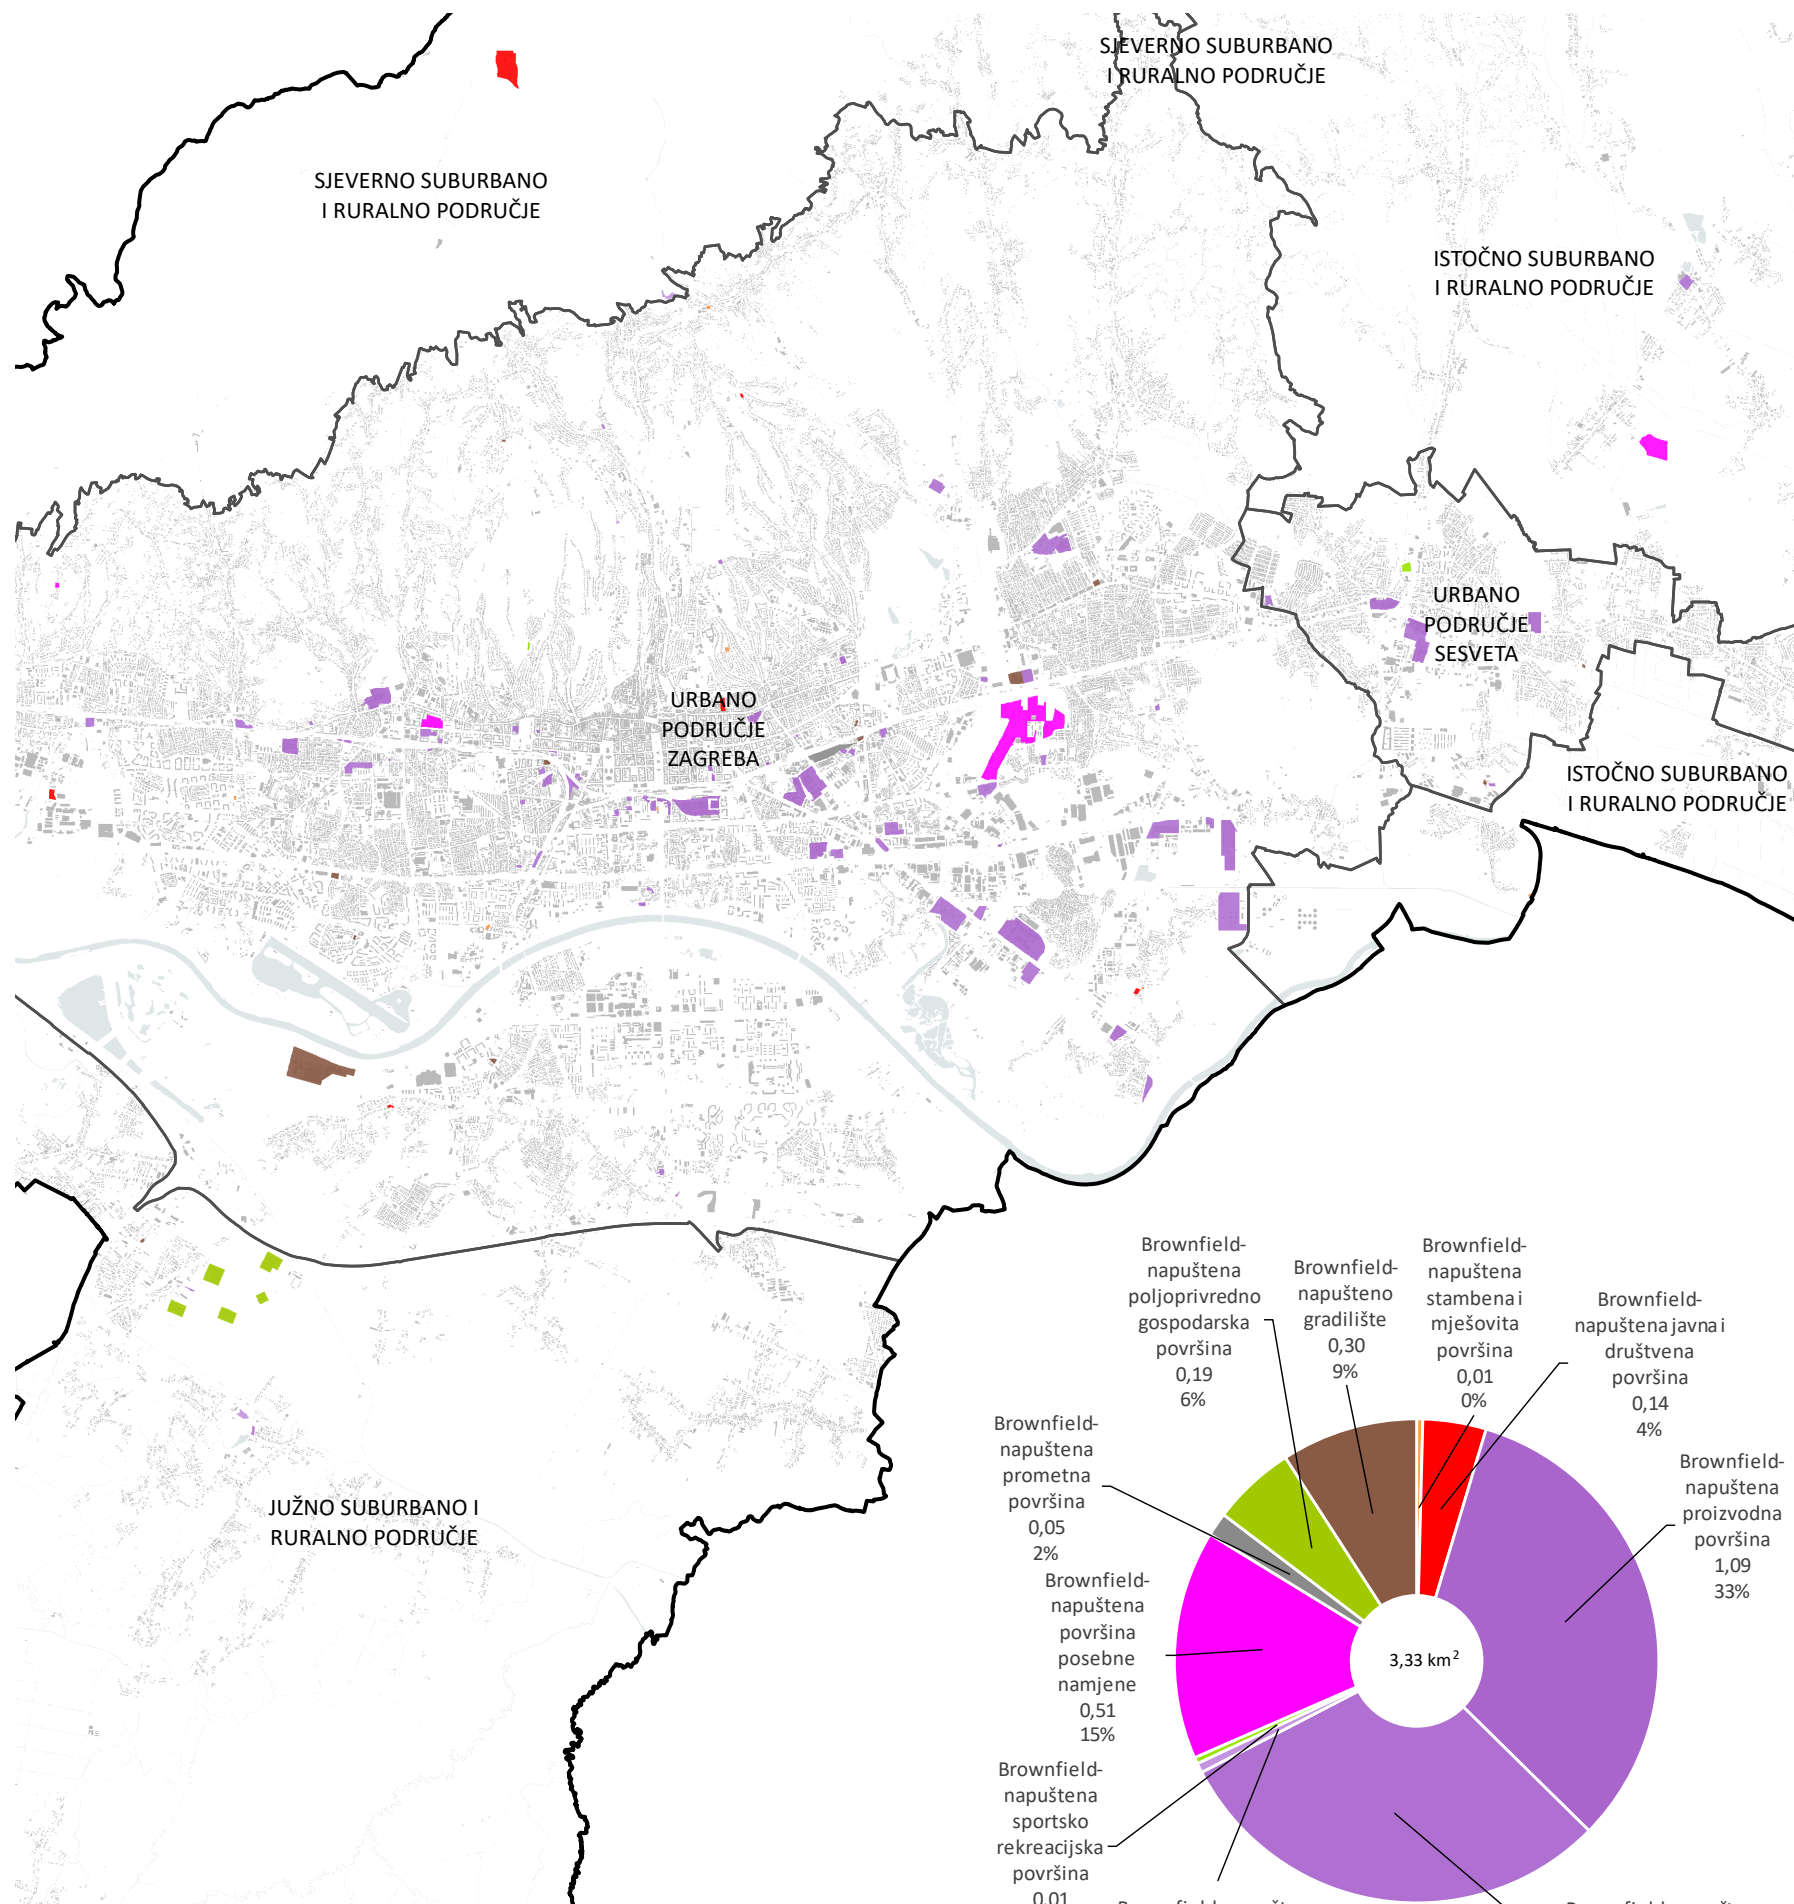 SJEVERNO SUBURBANO
I RURALNO PODRUČJE
SJEVERNO SUBURBANO
I RURALNO PODRUČJE
ISTOČNO SUBURBANO
I RURALNO PODRUČJE
URBANO
PODRUČJE
SESVETA
URBANO
PODRUČJE
ZAGREBA
ISTOČNO SUBURBANO
I RURALNO PODRUČJE
JUŽNO SUBURBANO I
RURALNO PODRUČJE
Brownfield-
napuštena
poljoprivredno
gospodarska
površina
0,19
6%
Brownfield-
napušteno
gradilište
0,30
9%
Brownfield-
napuštena
stambena i
mješovita
površina
0,01
0%
Brownfield-
napuštena javna i
društvena
površina
0,14
4%
Brownfield-
napuštena
proizvodna
površina
1,09
33%
Brownfield-
napuštena
prometna
površina
0,05
2%
Brownfield-
napuštena
površina
posebne
namjene
0,51
15%
3,33 km²
Brownfield-
napuštena
sportsko
rekreacijska
površina
0,01